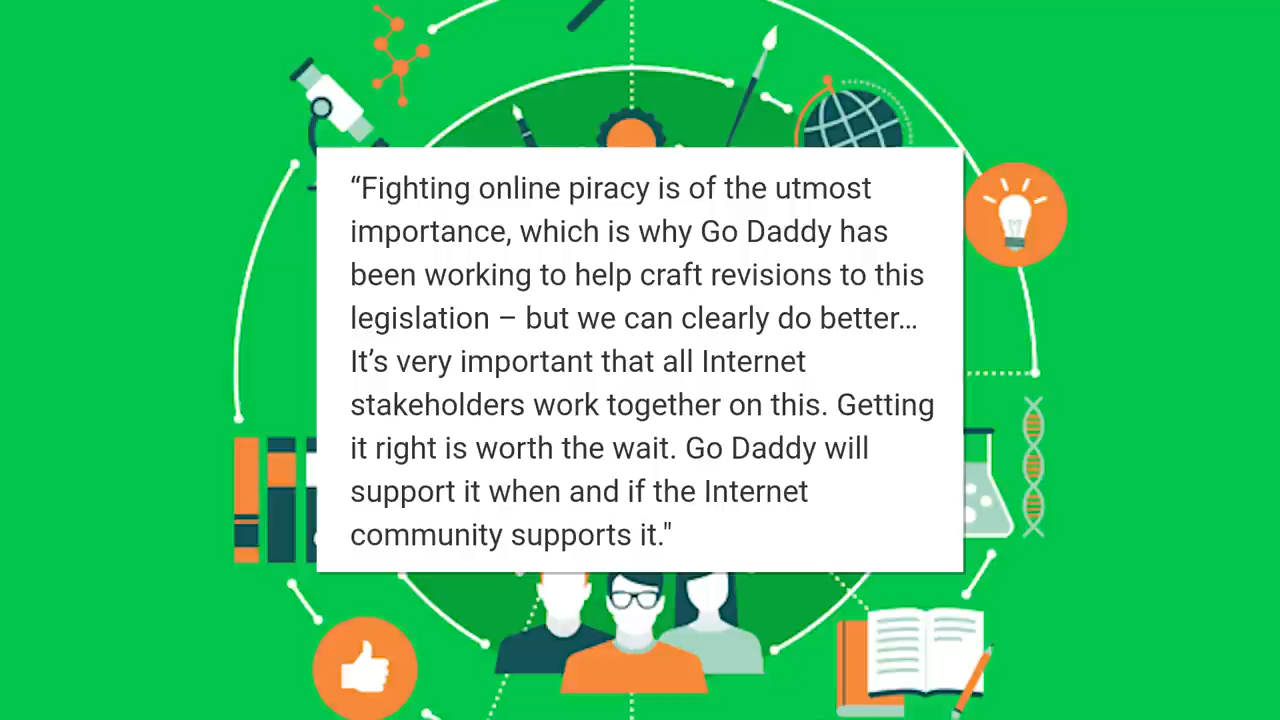 “Fighting online piracy is of the utmost
importance, which is why Go Daddy has
been working to help craft revisions to this
legislation – but we can clearly do better…
It’s very important that all Internet
stakeholders work together on this. Getting
it right is worth the wait. Go Daddy will
support it when and if the Internet
community supports it."